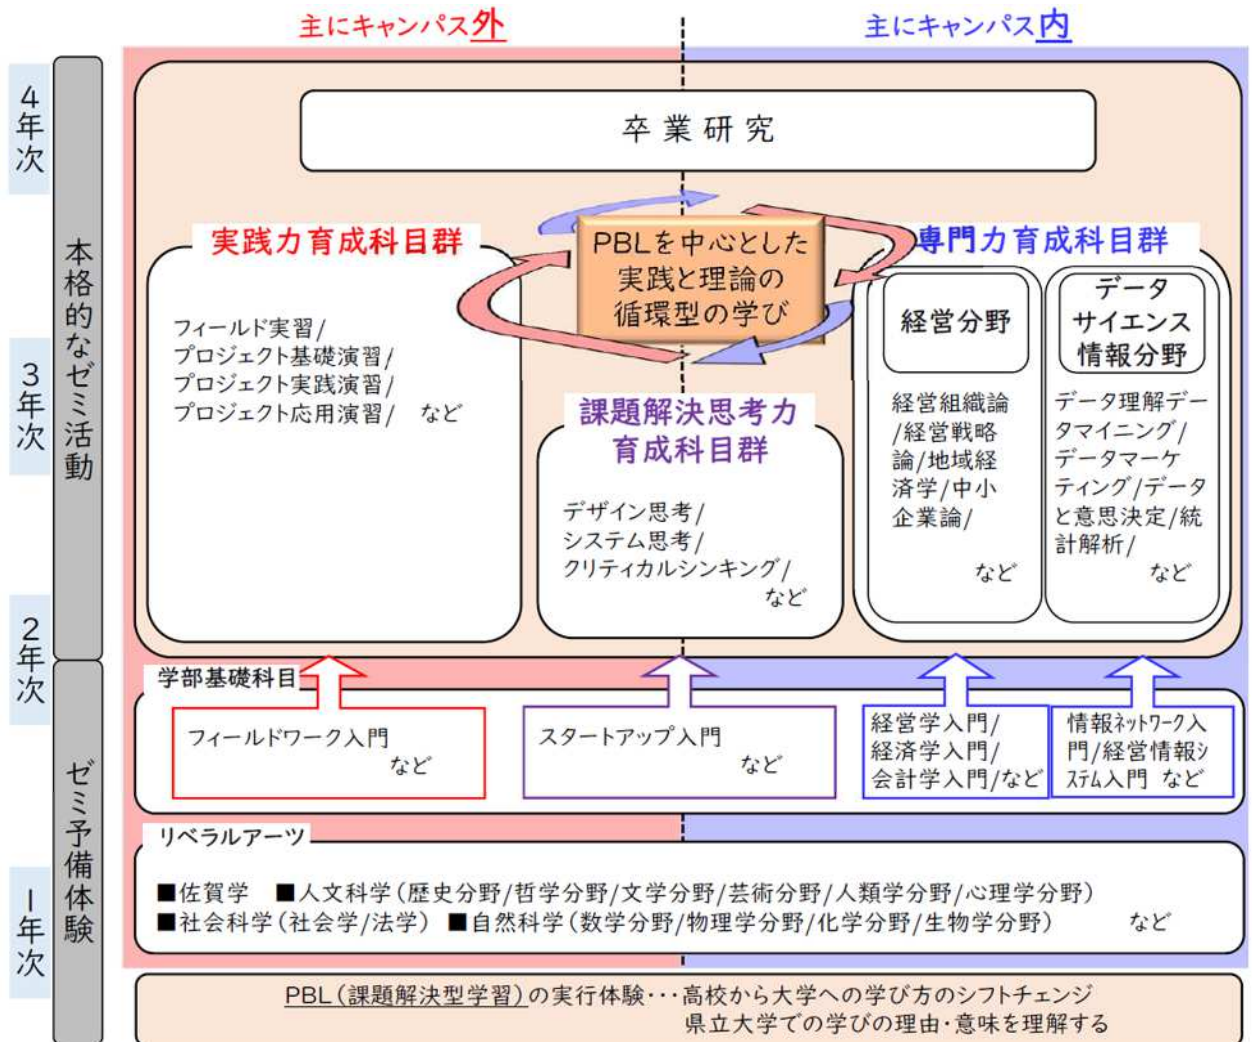 主にキャンパス外
主にキャンパス内
4年次
3年次
2年次
1年次
本格的なゼミ活動
ゼミ予備体験
卒業研究
PBLを中心とした
実践と理論の
循環型の学び
実践力育成科目群
フィールド実習/
プロジェクト基礎演習/
プロジェクト実践演習/
プロジェクト応用演習/ など
課題解決思考力
育成科目群
デザイン思考/
システム思考/
クリティカルシンキング/
など
専門力育成科目群
経営分野
経営組織論
/経営戦略
論/地域経
済学/中小
企業論/
など
データ
サイエンス
情報分野
データ理解デー
タマイニング/
データマーケ
ティング/データ
と意思決定/統
計解析/
など
学部基礎科目
フィールドワーク入門
など
スタートアップ入門
など
経営学入門/
経済学入門/
会計学入門/など
情報ネットワーク入
門/経営情報シ
ステム入門 など
リベラルアーツ
■佐賀学 ■人文科学(歴史分野/哲学分野/文学分野/芸術分野/人類学分野/心理学分野)
■社会科学(社会学/法学) ■自然科学(数学分野/物理学分野/化学分野/生物学分野) など
PBL(課題解決型学習)の実行体験・・・高校から大学への学び方のシフトチェンジ
県立大学での学びの理由・意味を理解する